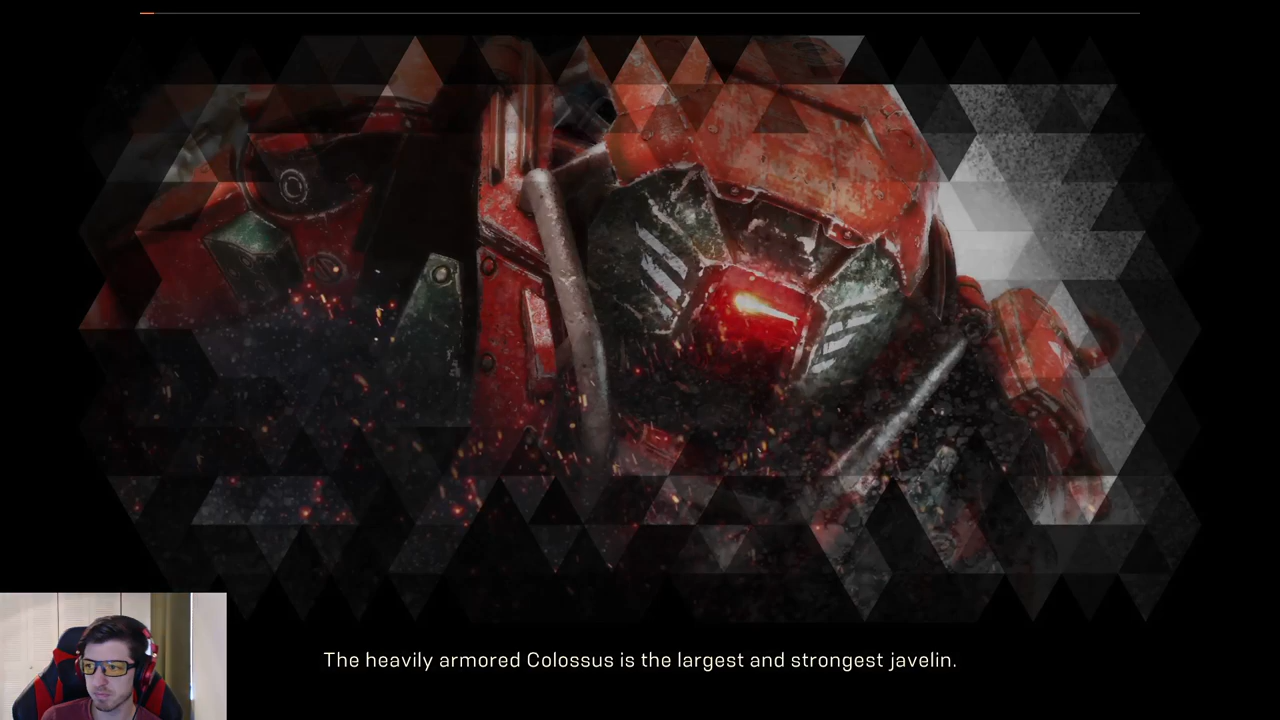 The heavily armored Colossus is the largest and strongest javelin.